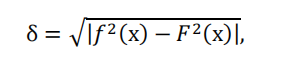 δ = √|f²(x) − F²(x)|,